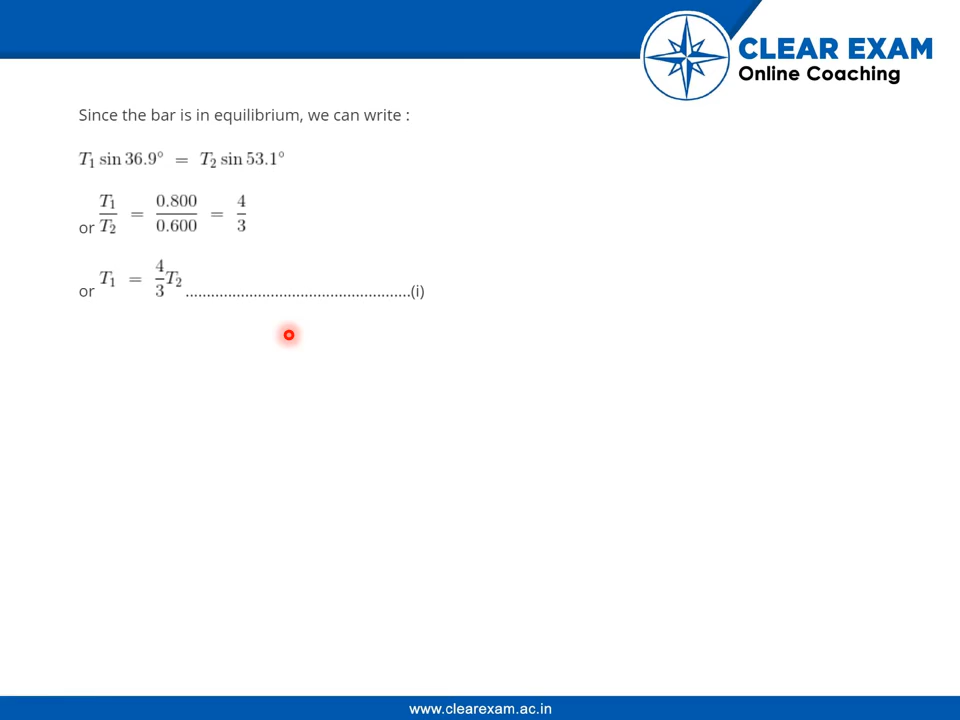 CLEAR EXAM
Online Coaching
Since the bar is in equilibrium, we can write :
T₁ sin 36.9° = T₂ sin 53.1°
or T₁/T₂ = 0.800/0.600 = 4/3
or T₁ = 4/3 T₂ .....................................................(i)
www.clearexam.ac.in